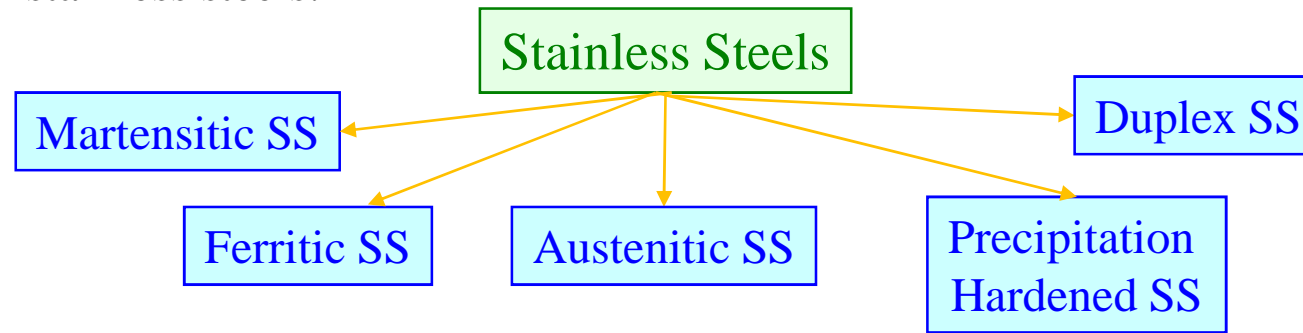 Stainless Steels
Martensitic SS
Duplex SS
Ferritic SS
Austenitic SS
Precipitation
Hardened SS